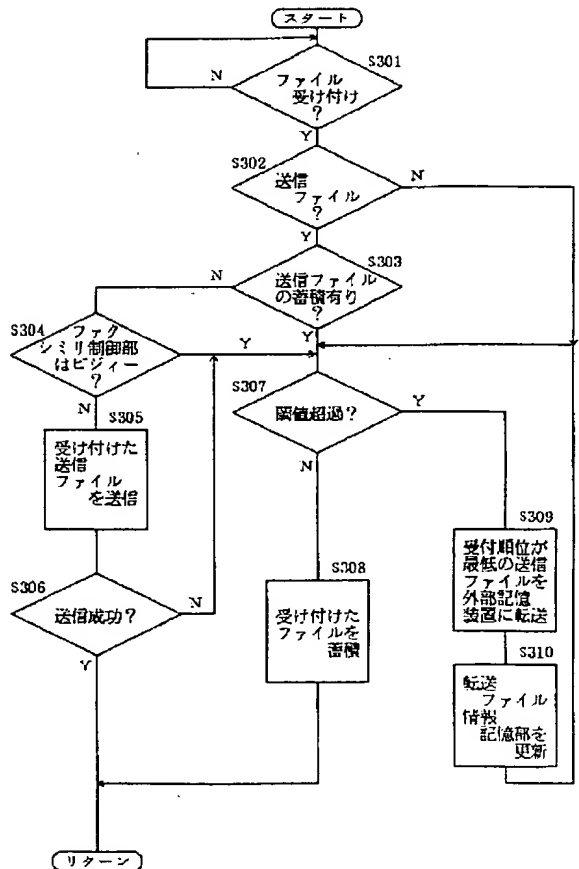 スタート
S301
ファイル
受け付け
?
N
Y
S302
送信
ファイル
?
N
Y
S303
送信ファイル
の蓄積有り
?
N
Y
S304
ファク
シミリ制御部
はビジィー
?
Y
N
S305
受け付けた
送信
ファイル
を送信
S306
送信成功?
N
Y
S307
閾値超過?
Y
N
S308
受け付けた
ファイルを
蓄積
S309
受付順位が
最低の送信
ファイルを
外部記憶
装置に転送
S310
転送
ファイル
情報
記憶部を
更新
リターン